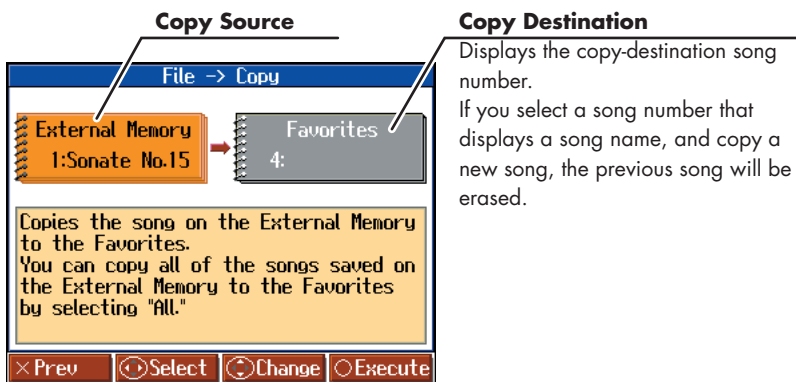 Copy Source
Copy Destination
Displays the copy-destination song
number.
If you select a song number that
displays a song name, and copy a
new song, the previous song will be
erased.
File -> Copy
External Memory
1:Sonate No.15
Favorites
4:
Copies the song on the External Memory
to the Favorites.
You can copy all of the songs saved on
the External Memory to the Favorites
by selecting "All."
×Prev Select Change ○Execute